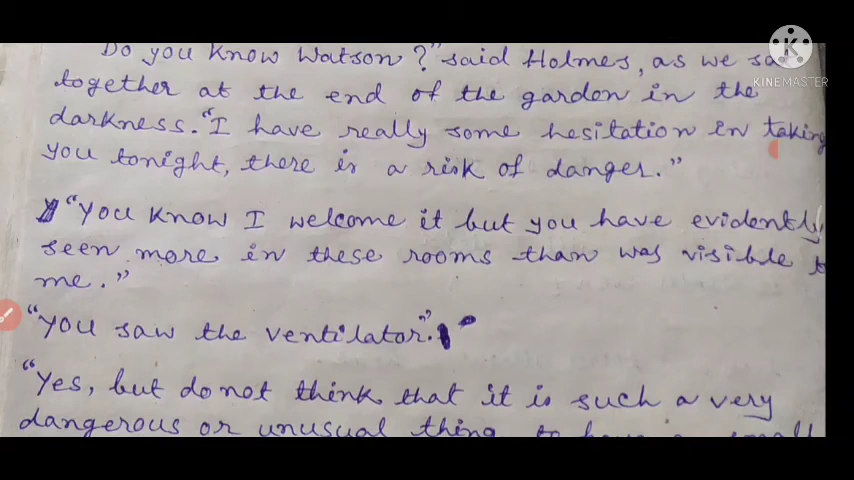 Do you know Watson?" said Holmes, as we sa
together at the end of the garden in the
darkness. "I have really some hesitation in taking
you tonight, there is a risk of danger."
"You know I welcome it but you have evidently
seen more in these rooms than was visible t
me."
"You saw the ventilator".
"Yes, but do not think that it is such a very
dangerous or unusual thing to have a small
KINEMASTER